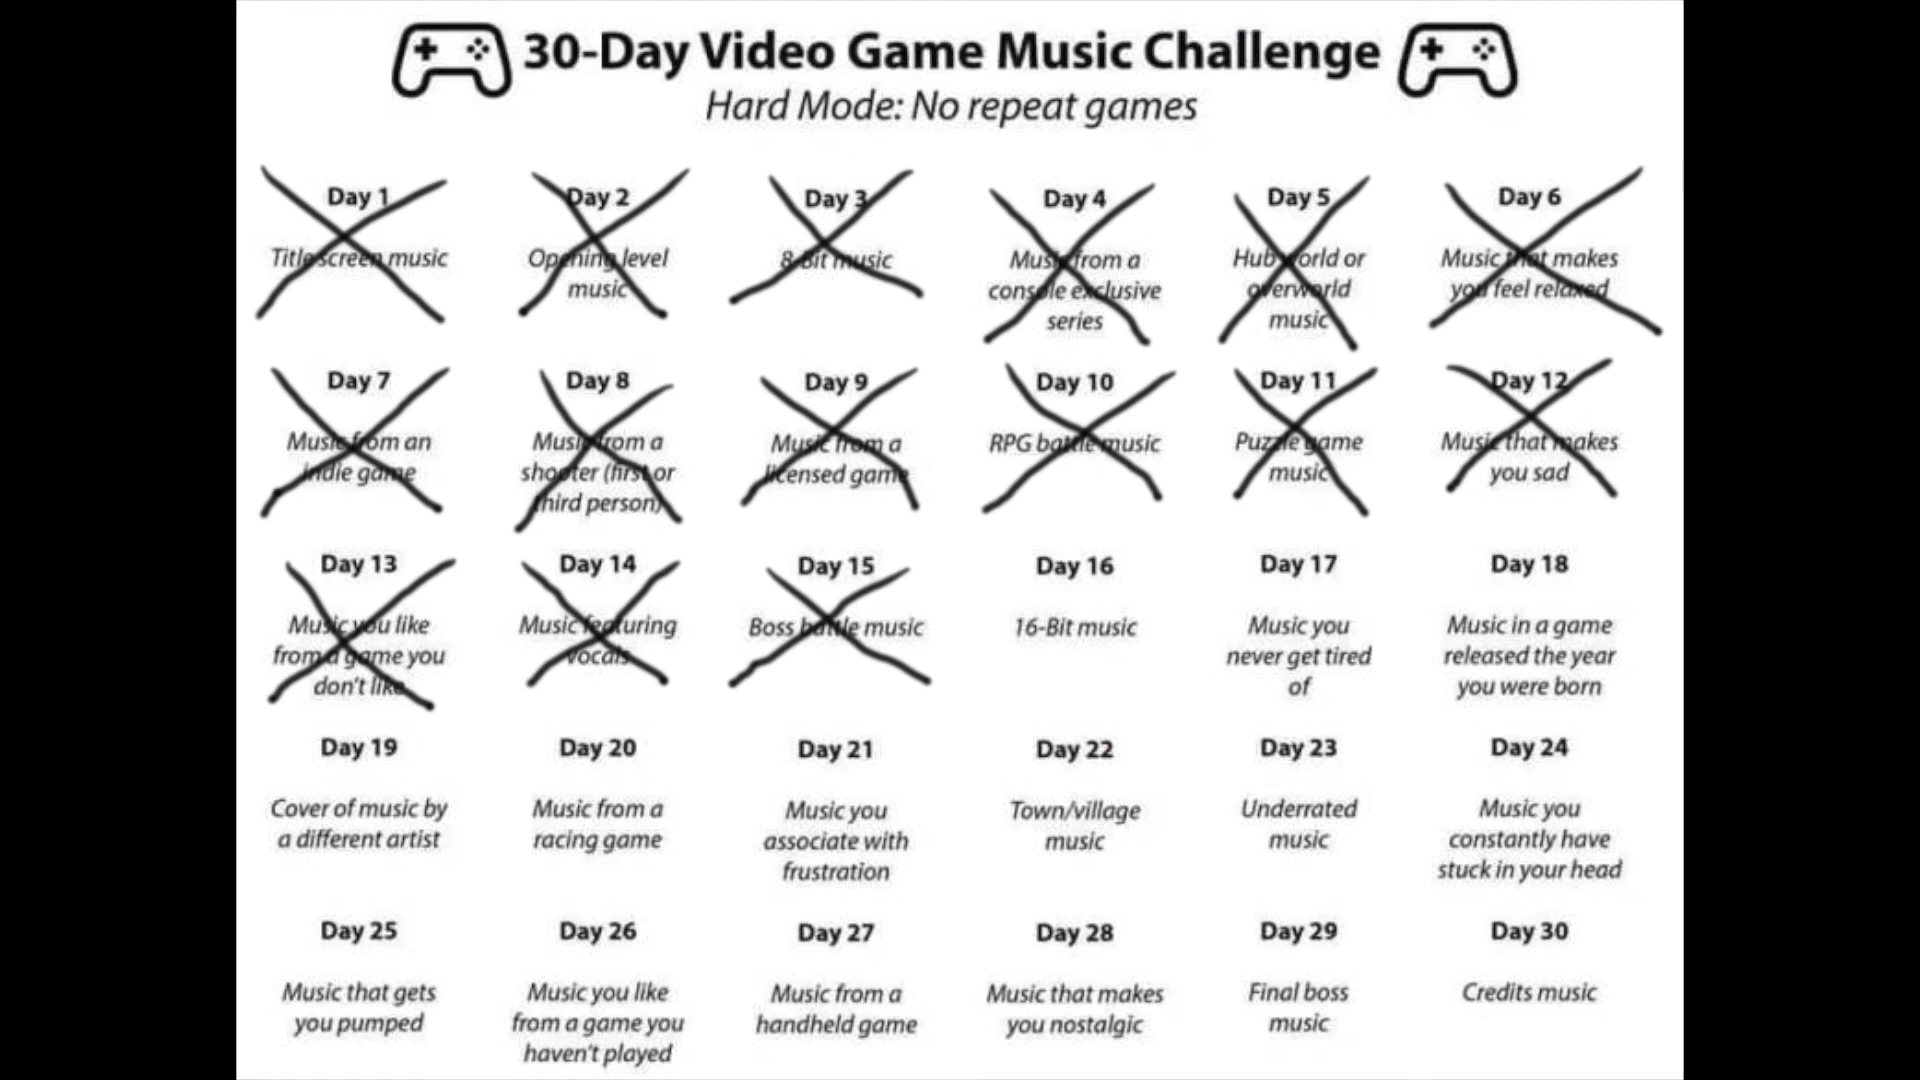 30-Day Video Game Music Challenge
Hard Mode: No repeat games
Day 1
Title screen music
Day 2
Opening level
music
Day 3
8-Bit music
Day 4
Music from a
console exclusive
series
Day 5
Hub world or
overworld
music
Day 6
Music that makes
you feel relaxed
Day 7
Music from an
indie game
Day 8
Music from a
shooter (first or
third person)
Day 9
Music from a
licensed game
Day 10
RPG battle music
Day 11
Puzzle game
music
Day 12
Music that makes
you sad
Day 13
Music you like
from a game you
don't like
Day 14
Music featuring
vocals
Day 15
Boss battle music
Day 16
16-Bit music
Day 17
Music you
never get tired
of
Day 18
Music in a game
released the year
you were born
Day 19
Cover of music by
a different artist
Day 20
Music from a
racing game
Day 21
Music you
associate with
frustration
Day 22
Town/village
music
Day 23
Underrated
music
Day 24
Music you
constantly have
stuck in your head
Day 25
Music that gets
you pumped
Day 26
Music you like
from a game you
haven't played
Day 27
Music from a
handheld game
Day 28
Music that makes
you nostalgic
Day 29
Final boss
music
Day 30
Credits music